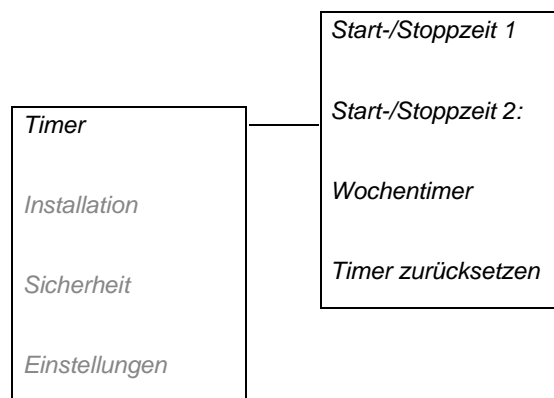 Timer
Installation
Sicherheit
Einstellungen
Start-/Stoppzeit 1
Start-/Stoppzeit 2:
Wochentimer
Timer zurücksetzen